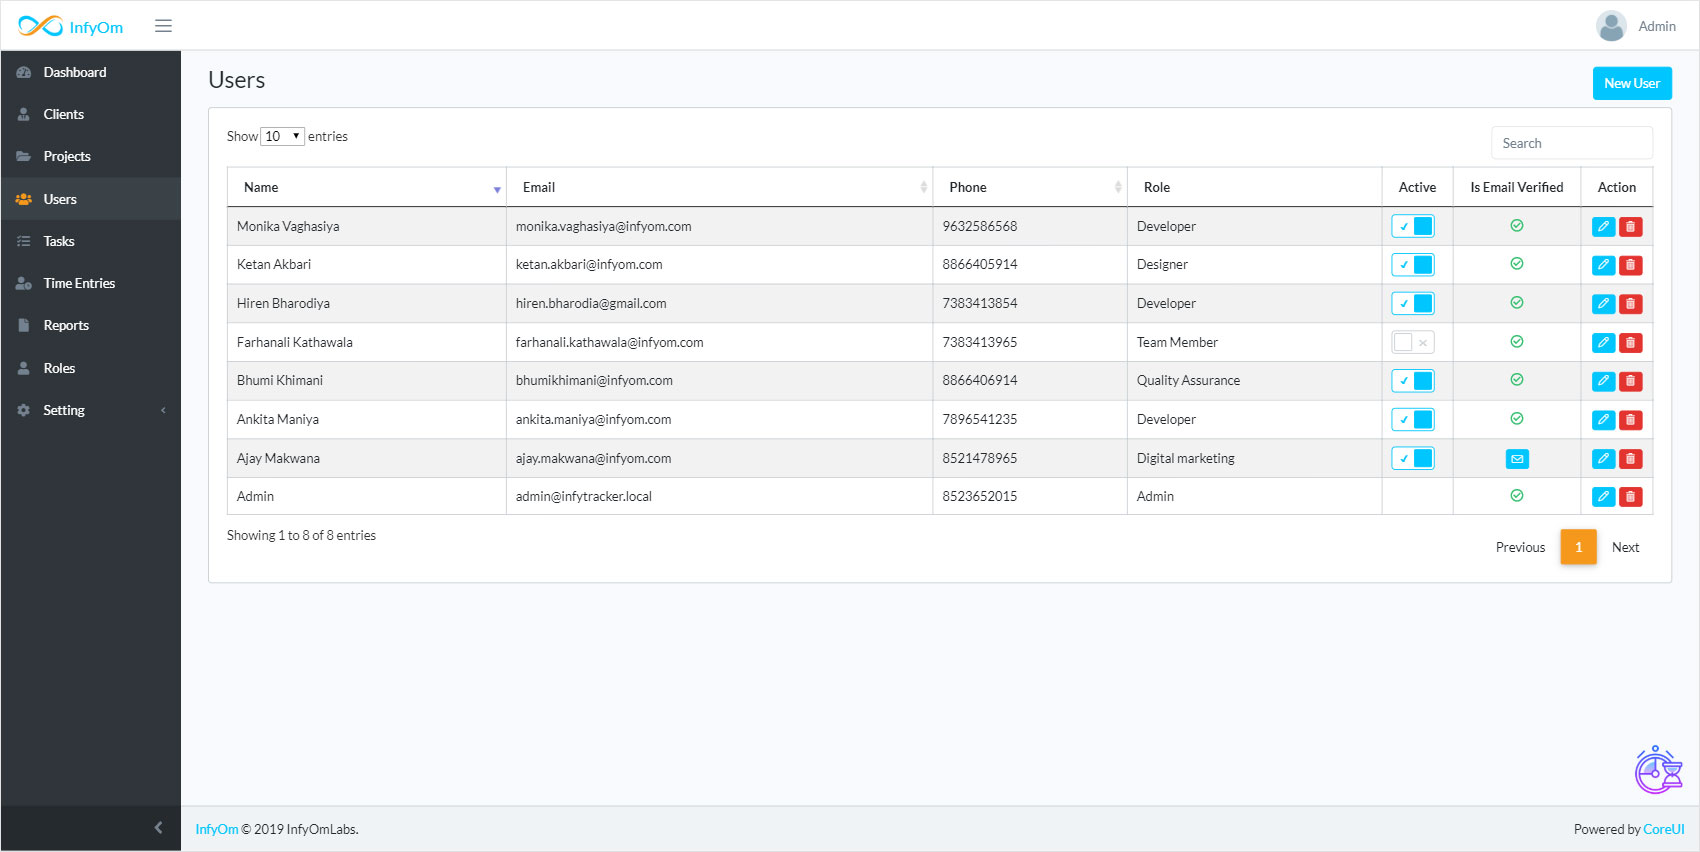 InfyOm
Admin
Dashboard
Clients
Projects
Users
Tasks
Time Entries
Reports
Roles
Setting
Users
New User
Show 10 entries
Search
Name Email Phone Role Active Is Email Verified Action
Monika Vaghasiya monika.vaghasiya@infyom.com 9632586568 Developer
Ketan Akbari ketan.akbari@infyom.com 8866405914 Designer
Hiren Bharodiya hiren.bharodia@gmail.com 7383413854 Developer
Farhanali Kathawala farhanali.kathawala@infyom.com 7383413965 Team Member
Bhumi Khimani bhumikhimani@infyom.com 8866406914 Quality Assurance
Ankita Maniya ankita.maniya@infyom.com 7896541235 Developer
Ajay Makwana ajay.makwana@infyom.com 8521478965 Digital marketing
Admin admin@infytracker.local 8523652015 Admin
Showing 1 to 8 of 8 entries
Previous 1 Next
InfyOm © 2019 InfyOmLabs.
Powered by CoreUI